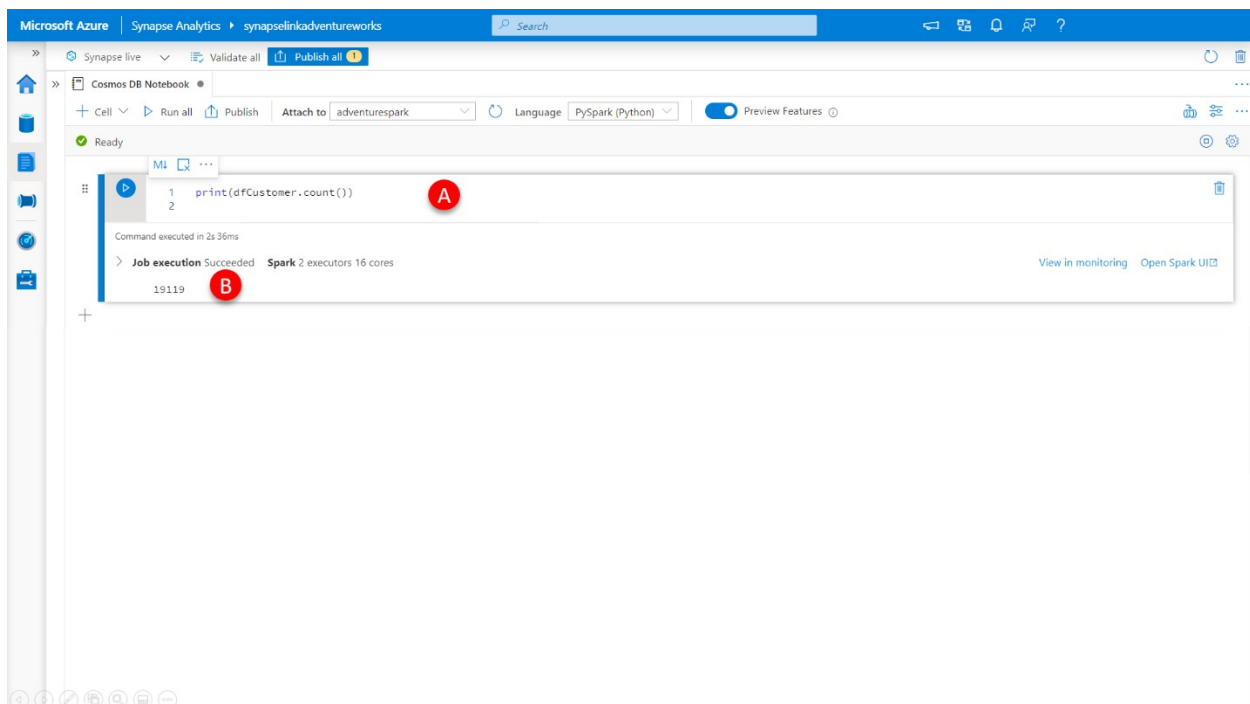 Microsoft Azure | Synapse Analytics ▸ synapselinkadventureworks Search ?
» Synapse live Validate all Publish all 1
» Cosmos DB Notebook ● ...
+ Cell Run all Publish Attach to adventurespark Language PySpark (Python) Preview Features ...
Ready
M↓ ...
1 print(dfCustomer.count()) A
2
Command executed in 2s 36ms
> Job execution Succeeded Spark 2 executors 16 cores View in monitoring Open Spark UI
19119 B
+